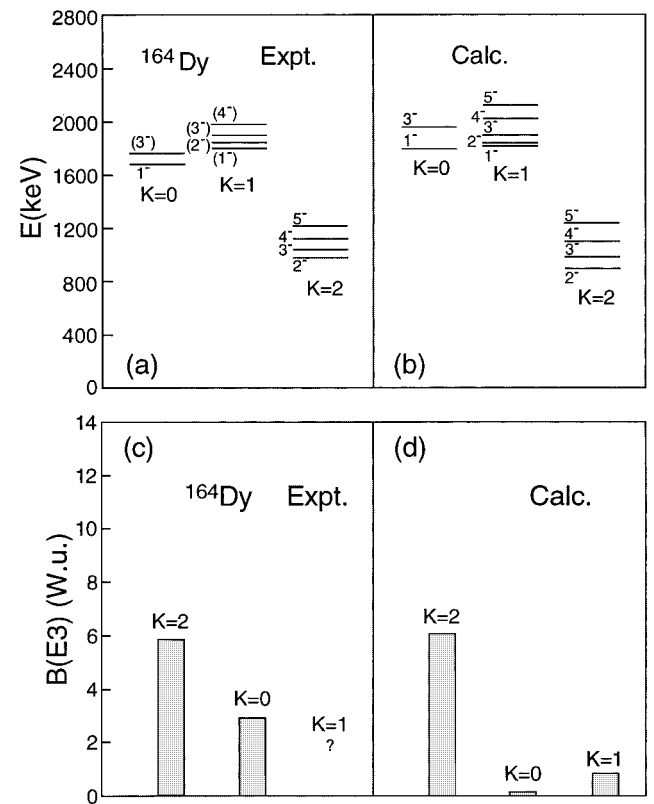 2800
2400
2000
1600
1200
800
400
0
E(keV)
¹⁶⁴Dy Expt.
(3⁻)
1⁻
K=0
(4⁻)
(3⁻)
(2⁻)
(1⁻)
K=1
5⁻
4⁻
3⁻
2⁻
K=2
(a)
Calc.
3⁻
1⁻
K=0
5⁻
4⁻
3⁻
2⁻
1⁻
K=1
5⁻
4⁻
3⁻
2⁻
K=2
(b)
14
12
10
8
6
4
2
0
B(E3) (W.u.)
(c)
¹⁶⁴Dy Expt.
K=2
K=0
K=1
?
(d)
Calc.
K=2
K=0
K=1